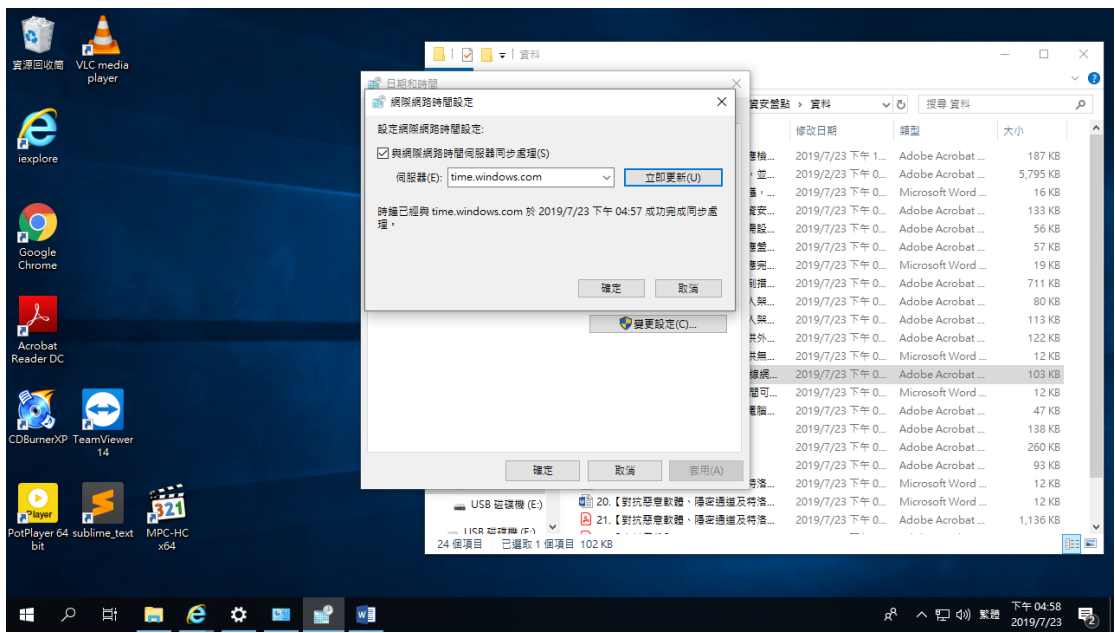 資源回收筒
VLC media
player
iexplore
Google
Chrome
Acrobat
Reader DC
CDBurnerXP
TeamViewer
14
PotPlayer 64
bit
sublime_text
MPC-HC
x64
資料
日期和時間
網際網路時間設定
設定網際網路時間設定:
與網際網路時間伺服器同步處理(S)
伺服器(E): time.windows.com 立即更新(U)
時鐘已經與 time.windows.com 於 2019/7/23 下午 04:57 成功完成同步處
理。
確定 取消
變更設定(C)...
確定 取消 套用(A)
資安盤點 › 資料 搜尋 資料
修改日期 類型 大小
2019/7/23 下午 1... Adobe Acrobat ... 187 KB
2019/7/23 下午 0... Adobe Acrobat ... 5,795 KB
2019/7/23 下午 0... Microsoft Word ... 16 KB
2019/7/23 下午 0... Adobe Acrobat ... 133 KB
2019/7/23 下午 0... Adobe Acrobat ... 56 KB
2019/7/23 下午 0... Adobe Acrobat ... 57 KB
2019/7/23 下午 0... Microsoft Word ... 19 KB
2019/7/23 下午 0... Adobe Acrobat ... 711 KB
2019/7/23 下午 0... Adobe Acrobat ... 80 KB
2019/7/23 下午 0... Adobe Acrobat ... 113 KB
2019/7/23 下午 0... Adobe Acrobat ... 122 KB
2019/7/23 下午 0... Microsoft Word ... 12 KB
2019/7/23 下午 0... Adobe Acrobat ... 103 KB
2019/7/23 下午 0... Microsoft Word ... 12 KB
2019/7/23 下午 0... Adobe Acrobat ... 47 KB
2019/7/23 下午 0... Adobe Acrobat ... 138 KB
2019/7/23 下午 0... Adobe Acrobat ... 260 KB
2019/7/23 下午 0... Adobe Acrobat ... 93 KB
2019/7/23 下午 0... Microsoft Word ... 12 KB
USB 磁碟機 (E:) 20.【對抗惡意軟體、隱密通道及特洛... 2019/7/23 下午 0... Microsoft Word ... 12 KB
21.【對抗惡意軟體、隱密通道及特洛... 2019/7/23 下午 0... Adobe Acrobat ... 1,136 KB
USB 磁碟機 (E:)
24 個項目 已選取 1 個項目 102 KB
繁體
下午 04:58
2019/7/23
2